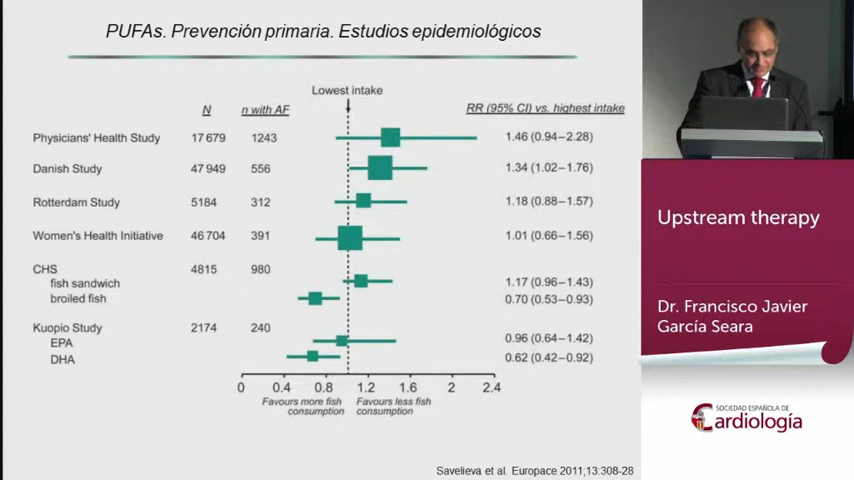 PUFAs. Prevención primaria. Estudios epidemiológicos
Lowest intake
N n with AF RR (95% CI) vs. highest intake
Physicians' Health Study 17 679 1243 1.46 (0.94–2.28)
Danish Study 47 949 556 1.34 (1.02–1.76)
Rotterdam Study 5184 312 1.18 (0.88–1.57)
Women's Health Initiative 46 704 391 1.01 (0.66–1.56)
CHS 4815 980
fish sandwich 1.17 (0.96–1.43)
broiled fish 0.70 (0.53–0.93)
Kuopio Study 2174 240
EPA 0.96 (0.64–1.42)
DHA 0.62 (0.42–0.92)
0 0.4 0.8 1.2 1.6 2 2.4
Favours more fish consumption
Favours less fish consumption
Savelieva et al. Europace 2011;13:308-28
Upstream therapy
Dr. Francisco Javier
García Seara
SOCIEDAD ESPAÑOLA DE
Cardiología